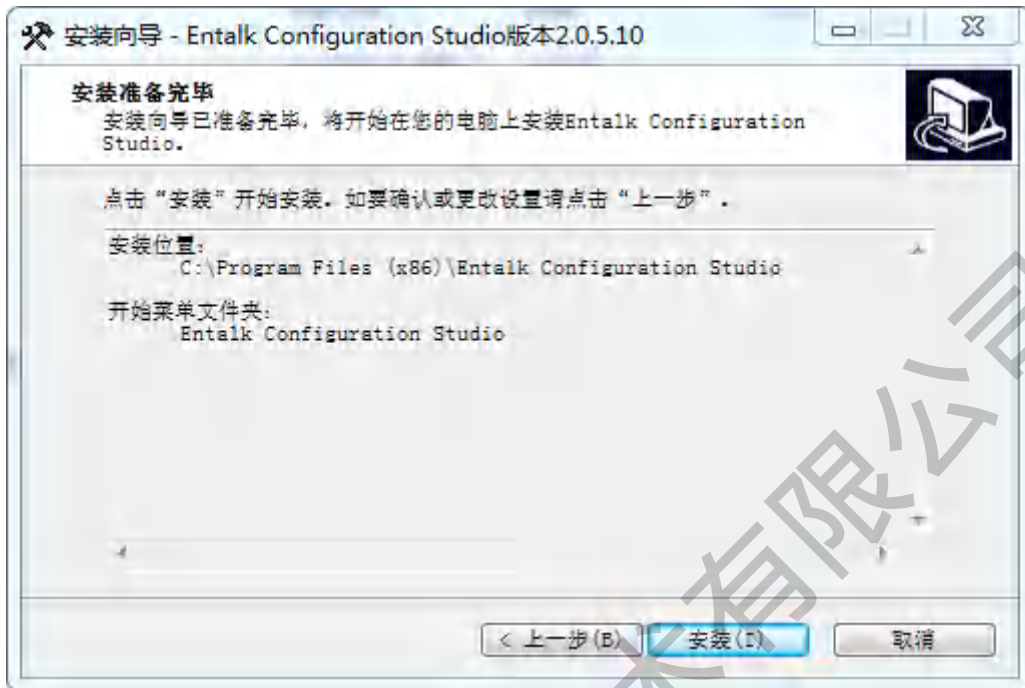 安装向导 - Entalk Configuration Studio版本2.0.5.10
安装准备完毕
安装向导已准备完毕，将开始在您的电脑上安装Entalk Configuration
Studio。
点击“安装”开始安装。如要确认或更改设置请点击“上一步”。
安装位置:
C:\Program Files (x86)\Entalk Configuration Studio
开始菜单文件夹:
Entalk Configuration Studio
< 上一步(B)
安装(I)
取消
术有限公司